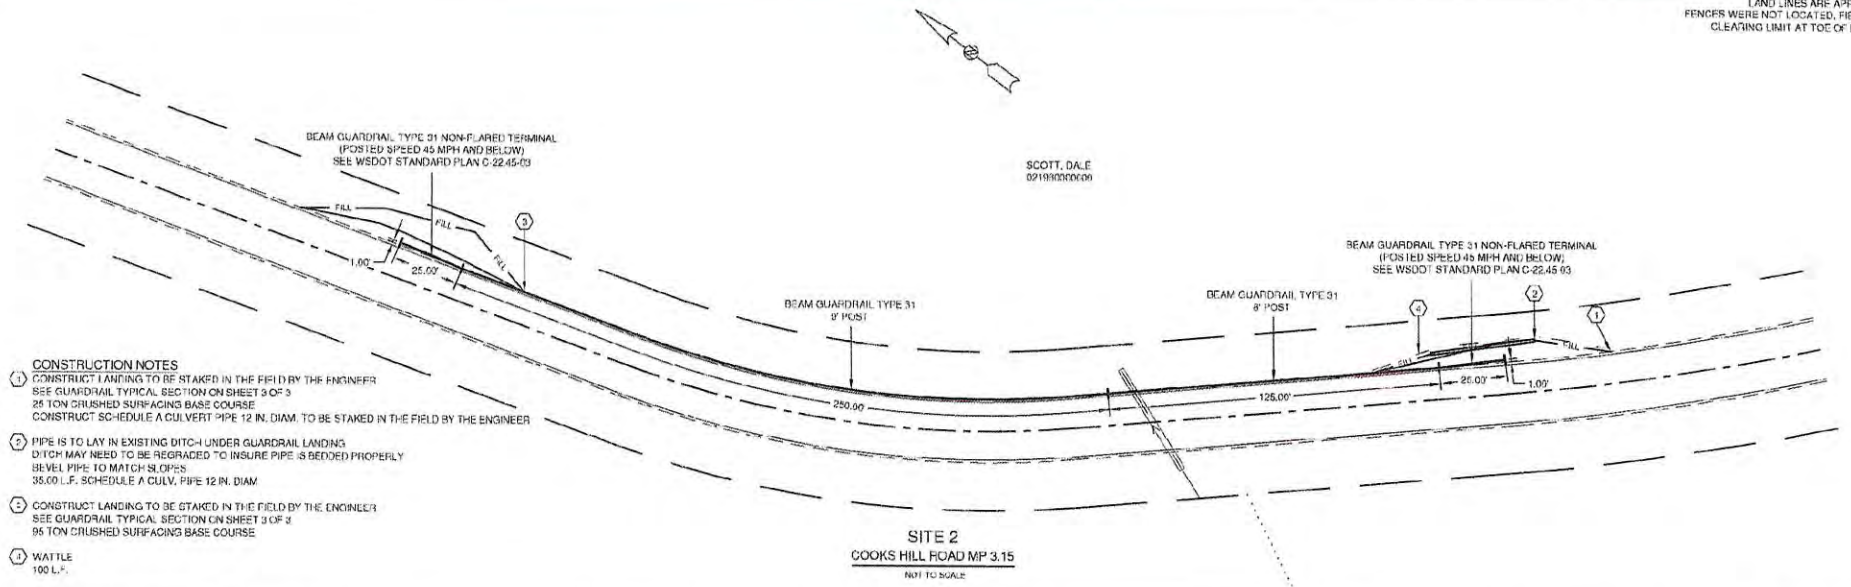 LAND LINES ARE
FENCES WERE NOT LOCATED,
CLEARING LIMIT AT TOE OF
BEAM GUARDRAIL TYPE 31 NON-FLARED TERMINAL
(POSTED SPEED 45 MPH AND BELOW)
SEE WSDOT STANDARD PLAN C-22.45-03
SCOTT, DALE
FILL
FILL
FILL
3
1.00'
25.00'
BEAM GUARDRAIL TYPE 31 NON-FLARED TERMINAL
(POSTED SPEED 45 MPH AND BELOW)
SEE WSDOT STANDARD PLAN C-22.45-03
BEAM GUARDRAIL TYPE 31
9' POST
BEAM GUARDRAIL TYPE 31
POST
4
2
1
FILL
FILL
25.00'
1.00'
250.00'
125.00'
CONSTRUCTION NOTES
1 CONSTRUCT LANDING TO BE STAKED IN THE FIELD BY THE ENGINEER
SEE GUARDRAIL TYPICAL SECTION ON SHEET 3 OF 3
25 TON CRUSHED SURFACING BASE COURSE
CONSTRUCT SCHEDULE A CULVERT PIPE 12 IN. DIAM. TO BE STAKED IN THE FIELD BY THE ENGINEER
2 PIPE IS TO LAY IN EXISTING DITCH UNDER GUARDRAIL LANDING
DITCH MAY NEED TO BE REGRADED TO INSURE PIPE IS BEDDED PROPERLY
BEVEL PIPE TO MATCH SLOPES
35.00 L.F. SCHEDULE A CULV. PIPE 12 IN. DIAM
3 CONSTRUCT LANDING TO BE STAKED IN THE FIELD BY THE ENGINEER
SEE GUARDRAIL TYPICAL SECTION ON SHEET 3 OF 3
95 TON CRUSHED SURFACING BASE COURSE
4 WATTLE
100 L.F.
SITE 2
COOKS HILL ROAD MP 3.15
NOT TO SCALE